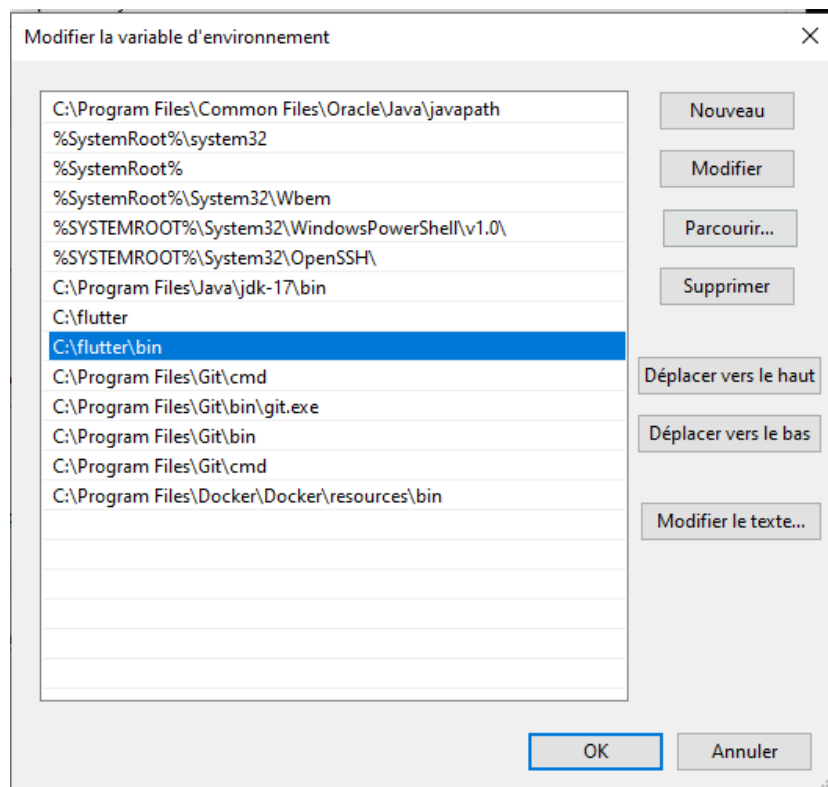 Modifier la variable d'environnement
C:\Program Files\Common Files\Oracle\Java\javapath
Nouveau
%SystemRoot%\system32
%SystemRoot%
Modifier
%SystemRoot%\System32\Wbem
%SYSTEMROOT%\System32\WindowsPowerShell\v1.0\
Parcourir...
%SYSTEMROOT%\System32\OpenSSH\
C:\Program Files\Java\jdk-17\bin
Supprimer
C:\flutter
C:\flutter\bin
C:\Program Files\Git\cmd
Déplacer vers le haut
C:\Program Files\Git\bin\git.exe
C:\Program Files\Git\bin
Déplacer vers le bas
C:\Program Files\Git\cmd
C:\Program Files\Docker\Docker\resources\bin
Modifier le texte...
OK
Annuler